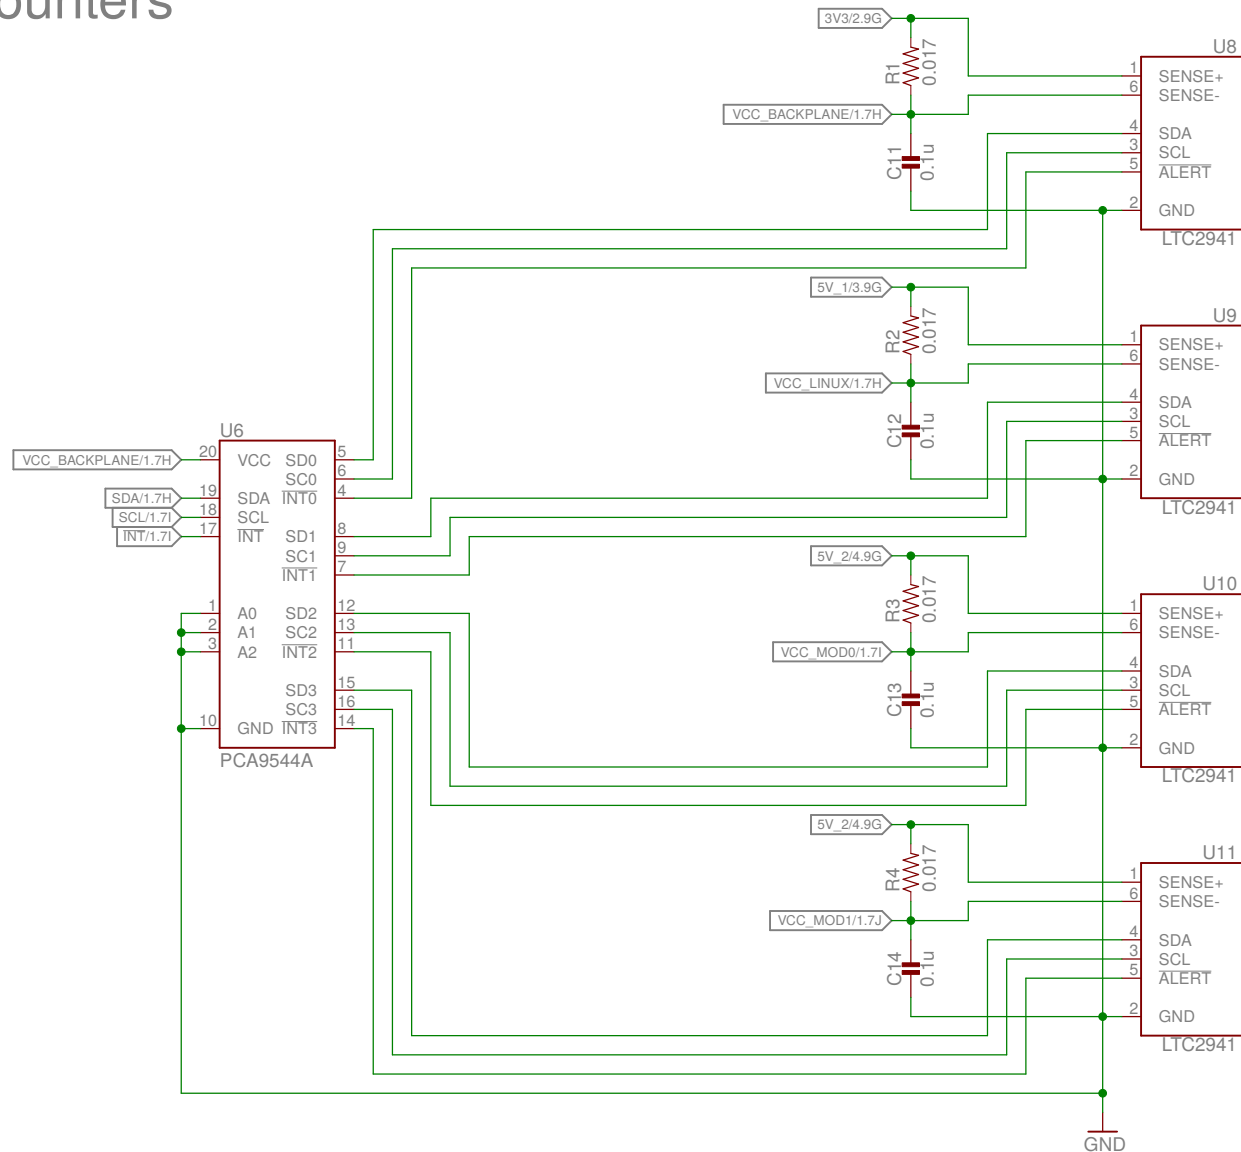 ounters
3V3/2.9G
R1
0.017
VCC_BACKPLANE/1.7H
C11
0.1u
U8
1 SENSE+
6 SENSE-
4 SDA
3 SCL
5 ALERT
2 GND
LTC2941
5V_1/3.9G
R2
0.017
VCC_LINUX/1.7H
C12
0.1u
U9
1 SENSE+
6 SENSE-
4 SDA
3 SCL
5 ALERT
2 GND
LTC2941
U6
VCC_BACKPLANE/1.7H 20 VCC SD0 5
SC0 6
SDA/1.7H 19 SDA INT0 4
SCL/1.7I 18 SCL
INT/1.7I 17 INT SD1 8
SC1 9
INT1 7
1 A0 SD2 12
2 A1 SC2 13
3 A2 INT2 11
SD3 15
SC3 16
10 GND INT3 14
PCA9544A
5V_2/4.9G
R3
0.017
VCC_MOD0/1.7I
C13
0.1u
U10
1 SENSE+
6 SENSE-
4 SDA
3 SCL
5 ALERT
2 GND
LTC2941
5V_2/4.9G
R4
0.017
VCC_MOD1/1.7J
C14
0.1u
U11
1 SENSE+
6 SENSE-
4 SDA
3 SCL
5 ALERT
2 GND
LTC2941
GND